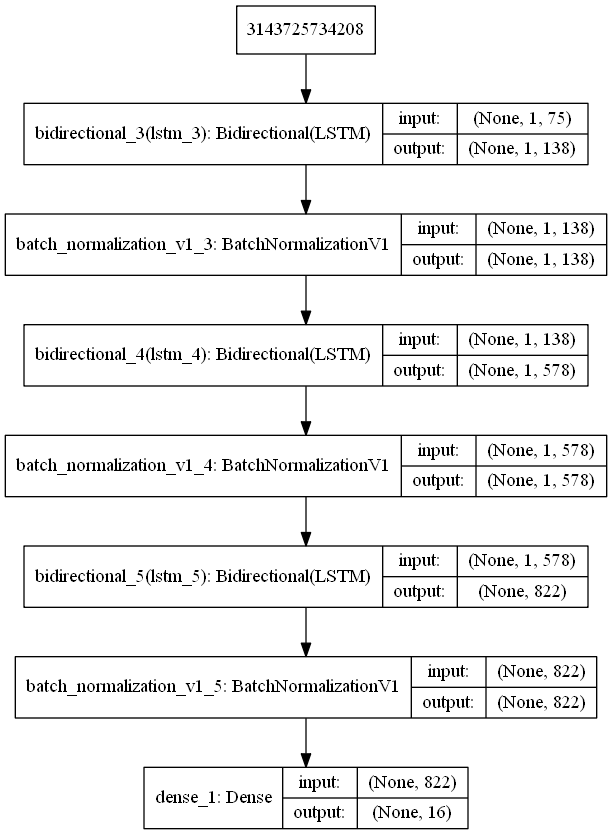 3143725734208
bidirectional_3(lstm_3): Bidirectional(LSTM)
input: (None, 1, 75)
output: (None, 1, 138)
batch_normalization_v1_3: BatchNormalizationV1
input: (None, 1, 138)
output: (None, 1, 138)
bidirectional_4(lstm_4): Bidirectional(LSTM)
input: (None, 1, 138)
output: (None, 1, 578)
batch_normalization_v1_4: BatchNormalizationV1
input: (None, 1, 578)
output: (None, 1, 578)
bidirectional_5(lstm_5): Bidirectional(LSTM)
input: (None, 1, 578)
output: (None, 822)
batch_normalization_v1_5: BatchNormalizationV1
input: (None, 822)
output: (None, 822)
dense_1: Dense
input: (None, 822)
output: (None, 16)